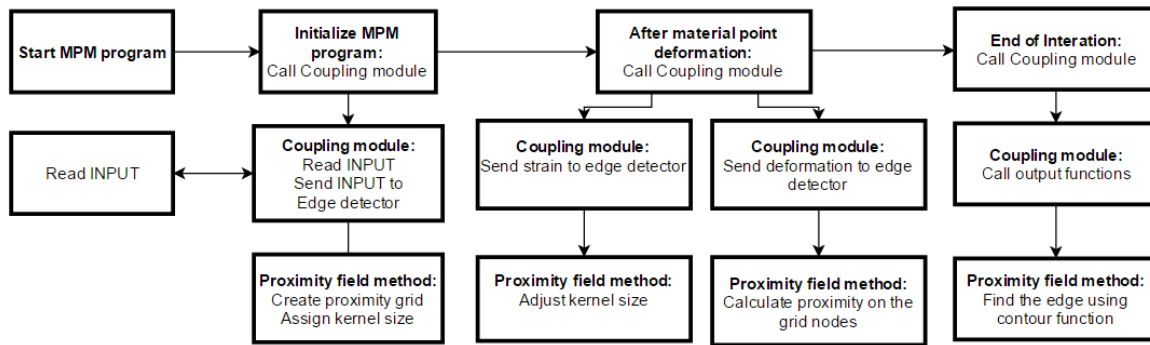 Start MPM program
Initialize MPM
program:
Call Coupling module
After material point
deformation:
Call Coupling module
End of Interation:
Call Coupling module
Read INPUT
Coupling module:
Read INPUT
Send INPUT to
Edge detector
Coupling module:
Send strain to edge detector
Coupling module:
Send deformation to edge
detector
Coupling module:
Call output functions
Proximity field method:
Create proximity grid
Assign kernel size
Proximity field method:
Adjust kernel size
Proximity field method:
Calculate proximity on the
grid nodes
Proximity field method:
Find the edge using
contour function